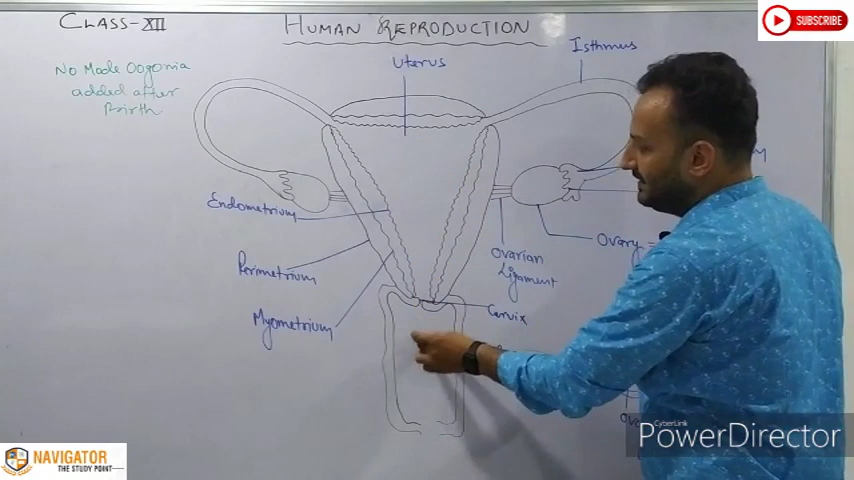 CLASS-XII
HUMAN REPRODUCTION
SUBSCRIBE
No Made Oogonia
added after
Birth
Uterus
Isthmus
Endometrium
Perimetrium
Myometrium
Ovary =
Ovarian
Ligament
Cervix
CyberLink
PowerDirector
NAVIGATOR
THE STUDY POINT